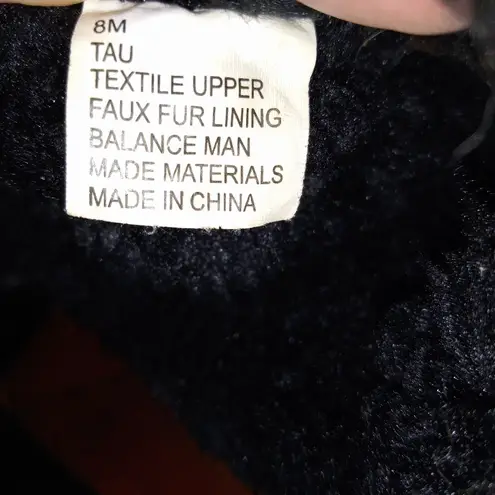 8M
TAU
TEXTILE UPPER
FAUX FUR LINING
BALANCE MAN
MADE MATERIALS
MADE IN CHINA